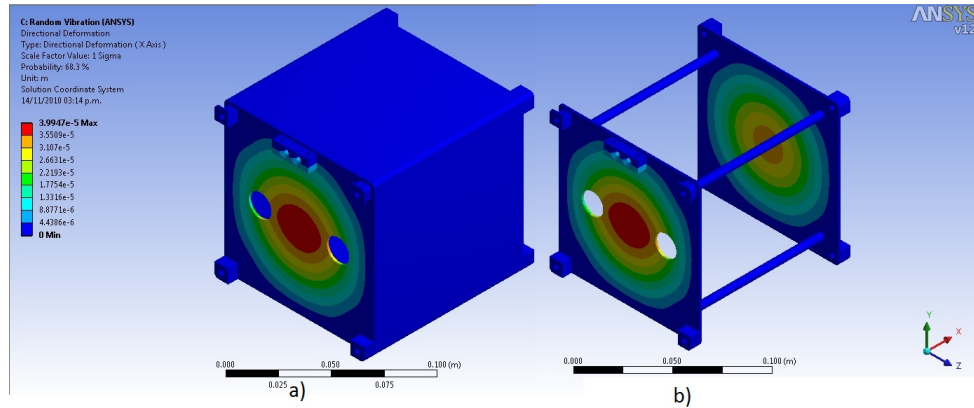 C: Random Vibration (ANSYS)
Directional Deformation
Type: Directional Deformation ( X Axis )
Scale Factor Value: 1 Sigma
Probability: 68.3 %
Unit: m
Solution Coordinate System
14/11/2010 03:14 p.m.
3.9947e-5 Max
3.5509e-5
3.107e-5
2.6631e-5
2.2193e-5
1.7754e-5
1.3316e-5
8.8771e-6
4.4386e-6
0 Min
0.000 0.050 0.100 (m)
0.025 0.075
a)
ANSYS
v12
0.000 0.050 0.100 (m)
b)
Y
X
Z